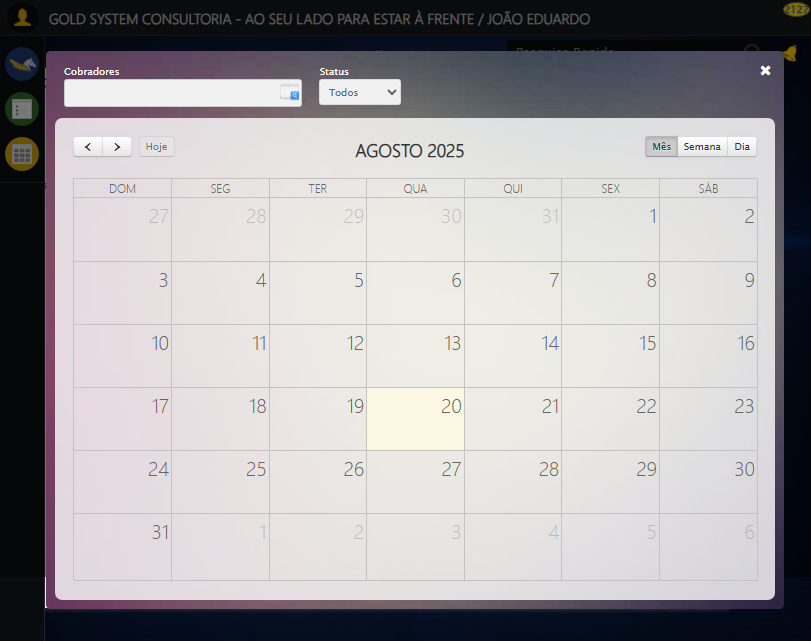 GOLD SYSTEM CONSULTORIA - AO SEU LADO PARA ESTAR À FRENTE / JOÃO EDUARDO
2127
Pesquisa Rapida
Cobradores
Status
Todos
Hoje
AGOSTO 2025
Mês Semana Dia
DOM SEG TER QUA QUI SEX SÁB
27 28 29 30 31 1 2
3 4 5 6 7 8 9
10 11 12 13 14 15 16
17 18 19 20 21 22 23
24 25 26 27 28 29 30
31 1 2 3 4 5 6